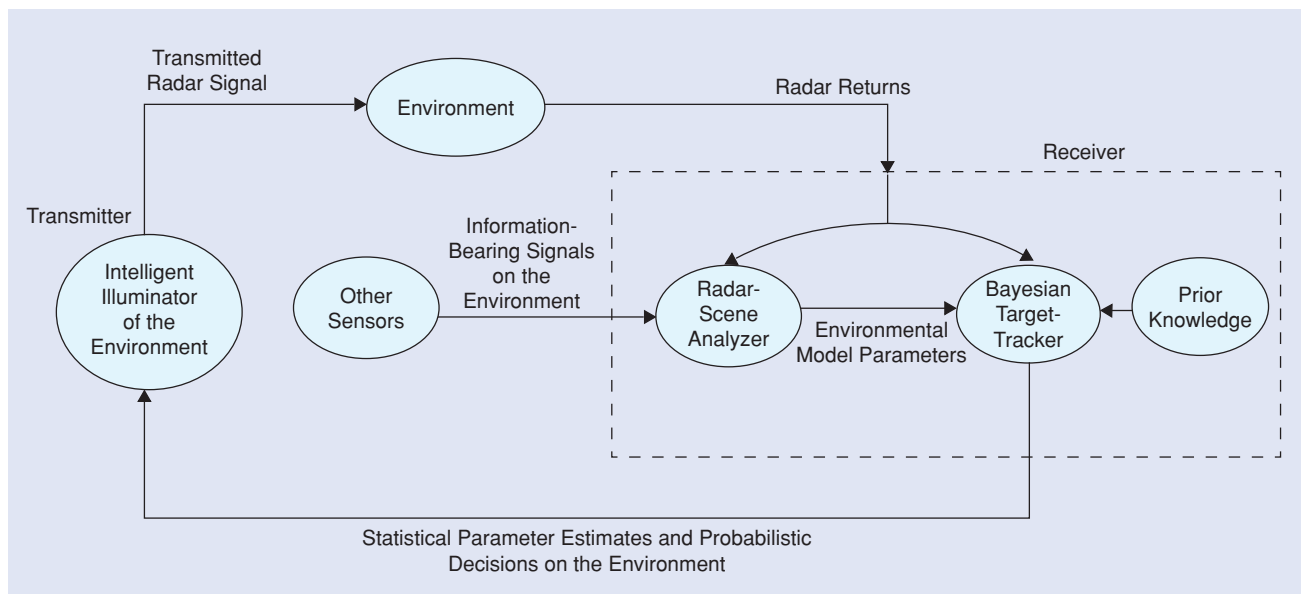 Transmitted
Radar Signal
Environment
Radar Returns
Receiver
Transmitter
Intelligent
Illuminator
of the
Environment
Other
Sensors
Information-
Bearing Signals
on the
Environment
Radar-
Scene
Analyzer
Environmental
Model Parameters
Bayesian
Target-
Tracker
Prior
Knowledge
Statistical Parameter Estimates and Probabilistic
Decisions on the Environment